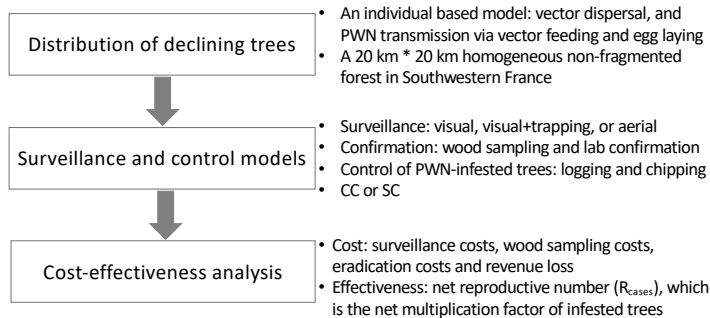 Distribution of declining trees
• An individual based model: vector dispersal, and
PWN transmission via vector feeding and egg laying
• A 20 km * 20 km homogeneous non-fragmented
forest in Southwestern France
Surveillance and control models
• Surveillance: visual, visual+trapping, or aerial
• Confirmation: wood sampling and lab confirmation
• Control of PWN-infested trees: logging and chipping
• CC or SC
Cost-effectiveness analysis
• Cost: surveillance costs, wood sampling costs,
eradication costs and revenue loss
• Effectiveness: net reproductive number (Rcases), which
is the net multiplication factor of infested trees